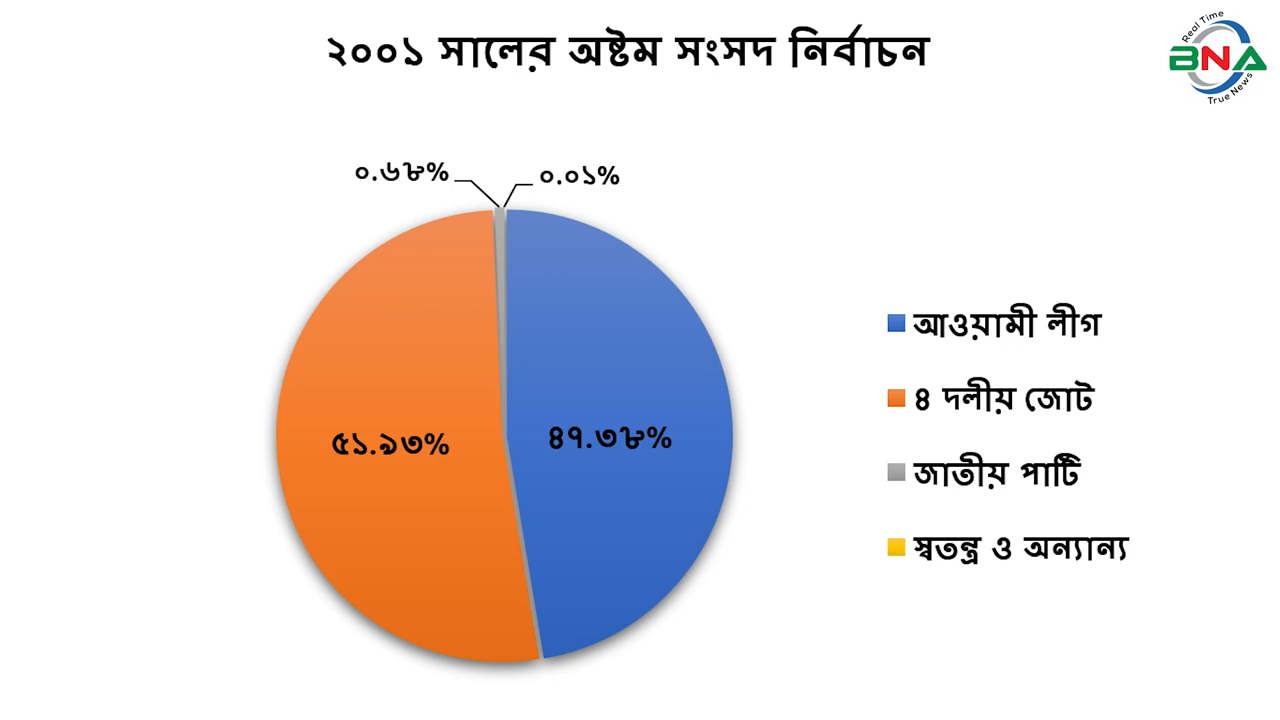 ২০০১ সালের অষ্টম সংসদ নির্বাচন
Real Time
BNA
True News
০.৬৮%
০.০১%
৫১.৯৩%
৪৭.৩৮%
আওয়ামী লীগ
৪ দলীয় জোট
জাতীয় পার্টি
স্বতন্ত্র ও অন্যান্য